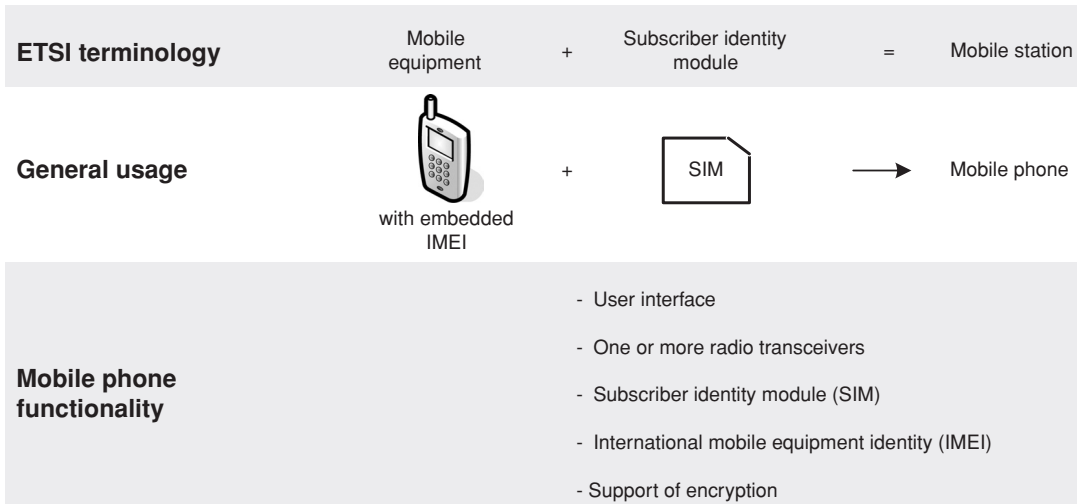 ETSI terminology
Mobile
equipment
+
Subscriber identity
module
=
Mobile station
General usage
with embedded
IMEI
+
SIM
Mobile phone
Mobile phone
functionality
- User interface
- One or more radio transceivers
- Subscriber identity module (SIM)
- International mobile equipment identity (IMEI)
- Support of encryption